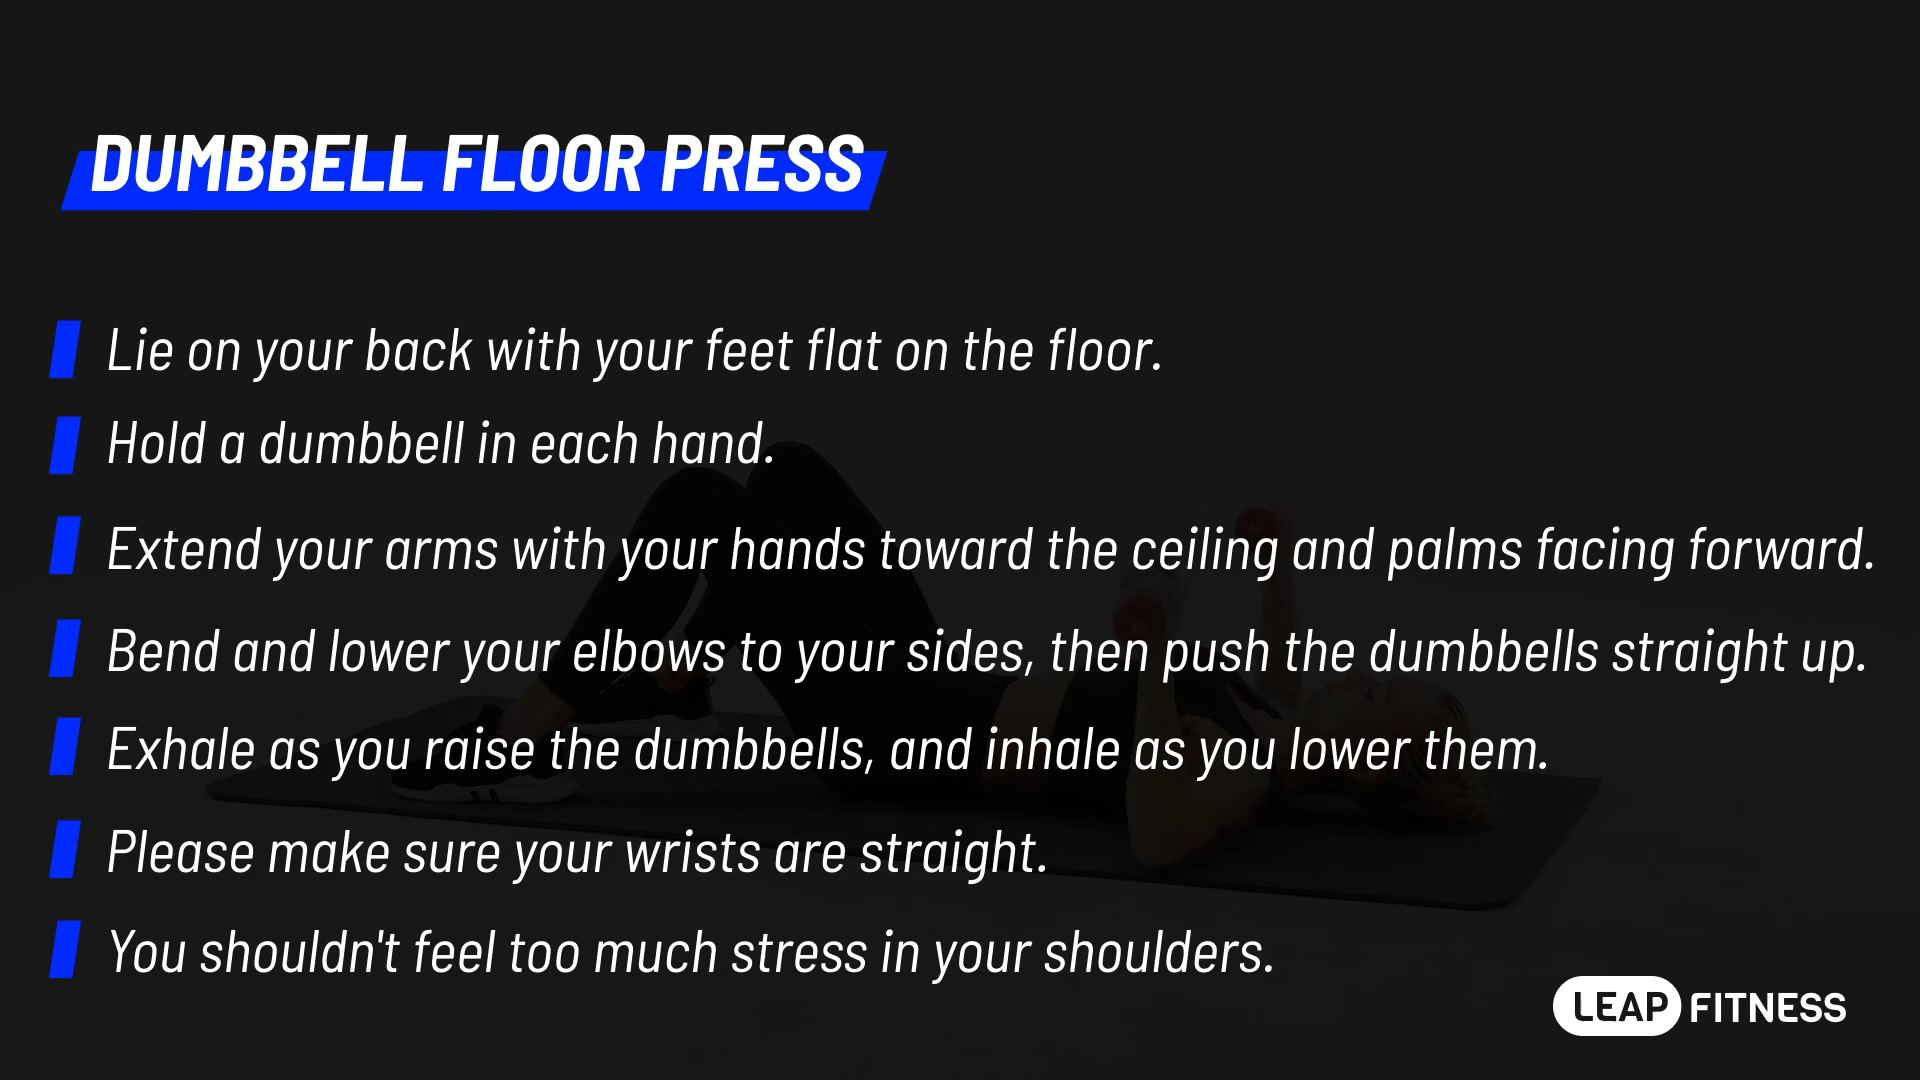 DUMBBELL FLOOR PRESS
Lie on your back with your feet flat on the floor.
Hold a dumbbell in each hand.
Extend your arms with your hands toward the ceiling and palms facing forward.
Bend and lower your elbows to your sides, then push the dumbbells straight up.
Exhale as you raise the dumbbells, and inhale as you lower them.
Please make sure your wrists are straight.
You shouldn't feel too much stress in your shoulders.
LEAP FITNESS